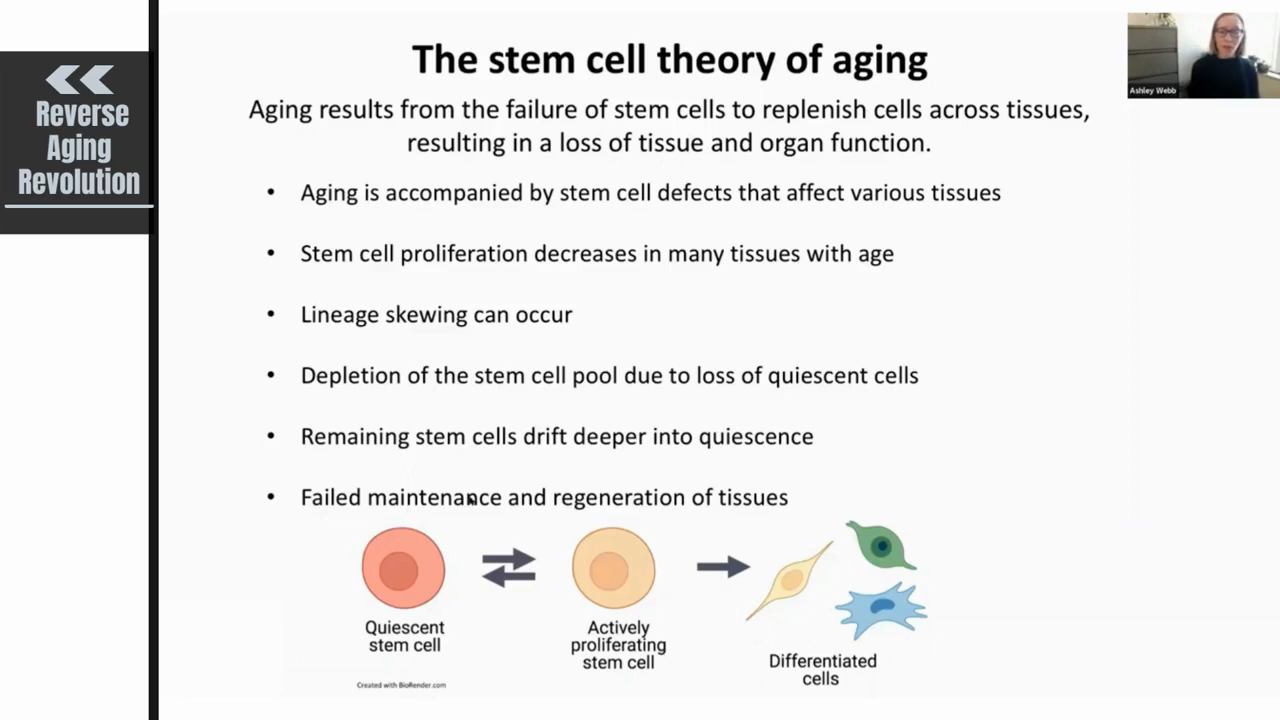 Reverse
Aging
Revolution
The stem cell theory of aging
Aging results from the failure of stem cells to replenish cells across tissues,
resulting in a loss of tissue and organ function.
• Aging is accompanied by stem cell defects that affect various tissues
• Stem cell proliferation decreases in many tissues with age
• Lineage skewing can occur
• Depletion of the stem cell pool due to loss of quiescent cells
• Remaining stem cells drift deeper into quiescence
• Failed maintenance and regeneration of tissues
Quiescent
stem cell
Actively
proliferating
stem cell
Differentiated
cells
Created with BioRender.com
Ashley Webb